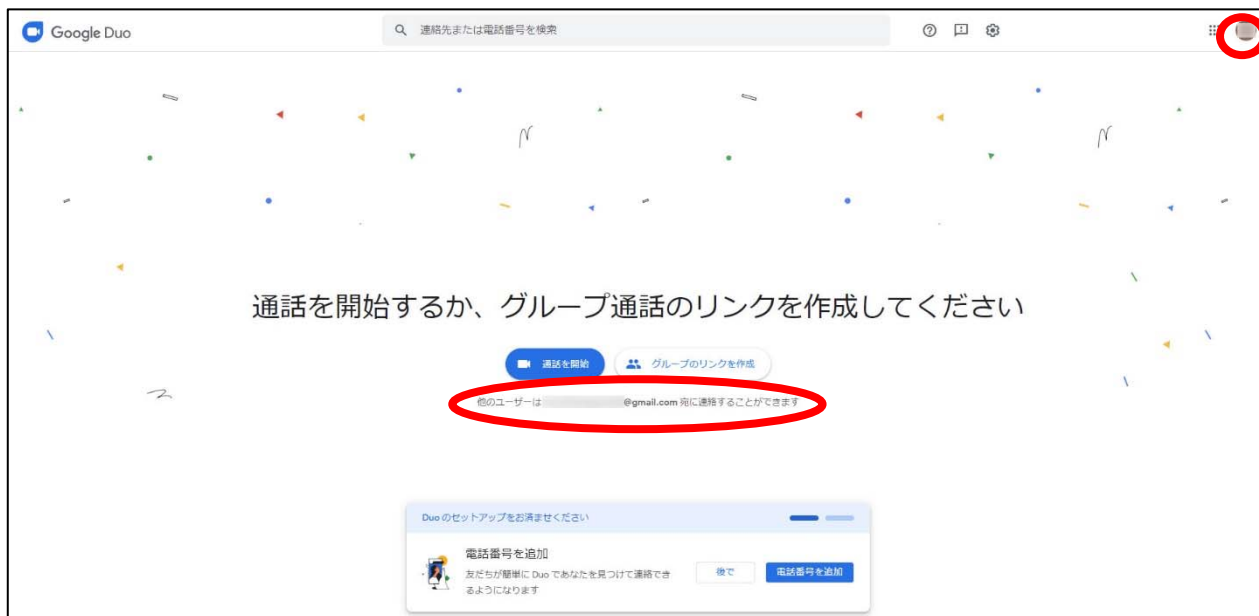 Google Duo
連絡先または電話番号を検索
通話を開始するか、グループ通話のリンクを作成してください
通話を開始
グループのリンクを作成
他のユーザーは @gmail.com 宛に連絡することができます
Duo のセットアップをお済ませください
電話番号を追加
友だちが簡単に Duo であなたを見つけて連絡でき
るようになります
後で
電話番号を追加